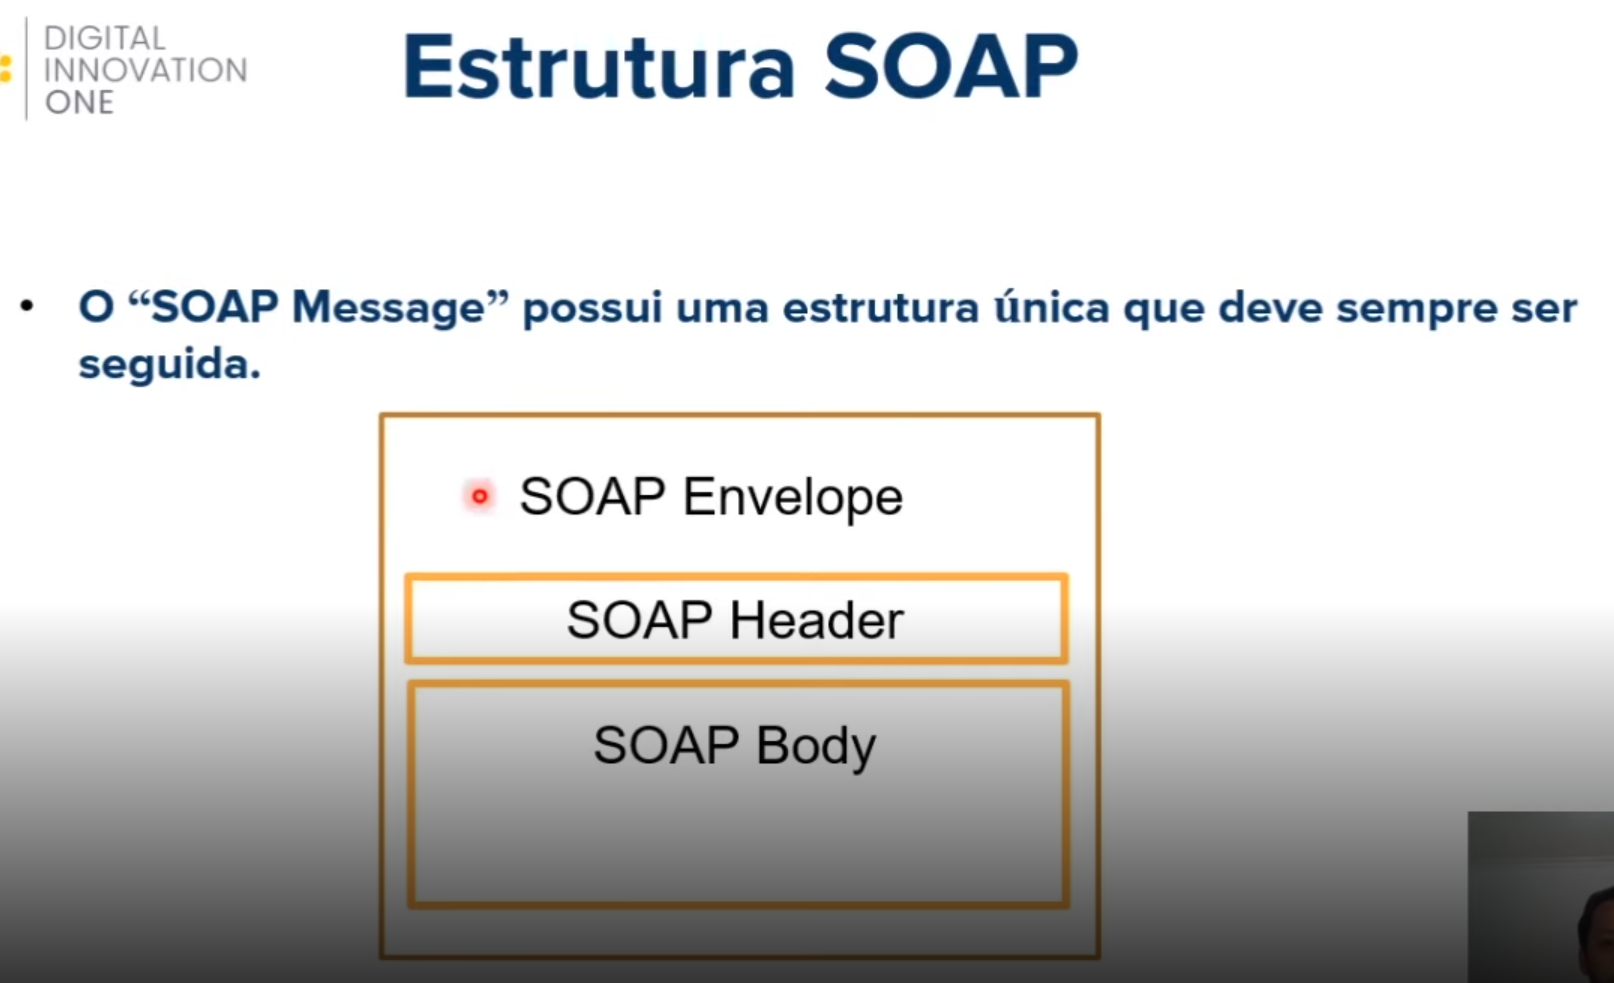 DIGITAL
INNOVATION
ONE
Estrutura SOAP
• O “SOAP Message” possui uma estrutura única que deve sempre ser
seguida.
SOAP Envelope
SOAP Header
SOAP Body